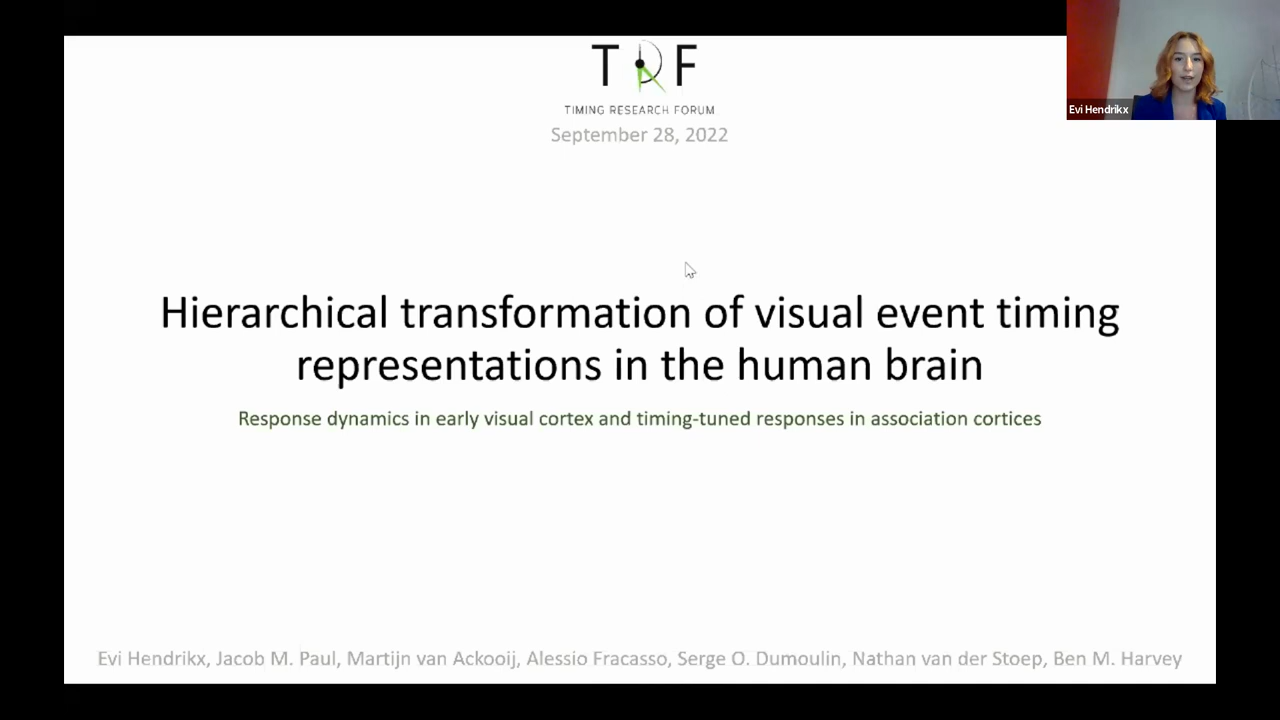 T R F
TIMING RESEARCH FORUM
September 28, 2022
Evi Hendrikx
Hierarchical transformation of visual event timing
representations in the human brain
Response dynamics in early visual cortex and timing-tuned responses in association cortices
Evi Hendrikx, Jacob M. Paul, Martijn van Ackooij, Alessio Fracasso, Serge O. Dumoulin, Nathan van der Stoep, Ben M. Harvey